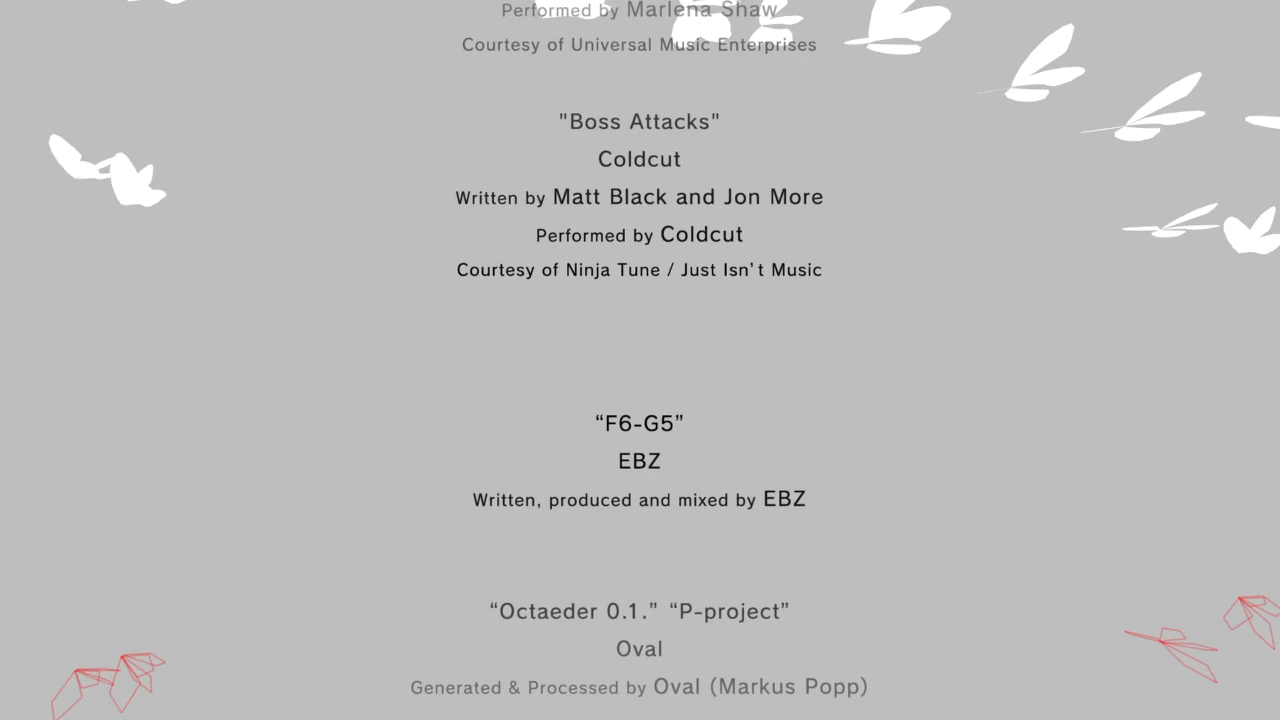 Performed by Marlena Shaw
Courtesy of Universal Music Enterprises
"Boss Attacks"
Coldcut
Written by Matt Black and Jon More
Performed by Coldcut
Courtesy of Ninja Tune / Just Isn’t Music
“F6-G5”
EBZ
Written, produced and mixed by EBZ
“Octaeder 0.1.” “P-project”
Oval
Generated & Processed by Oval (Markus Popp)